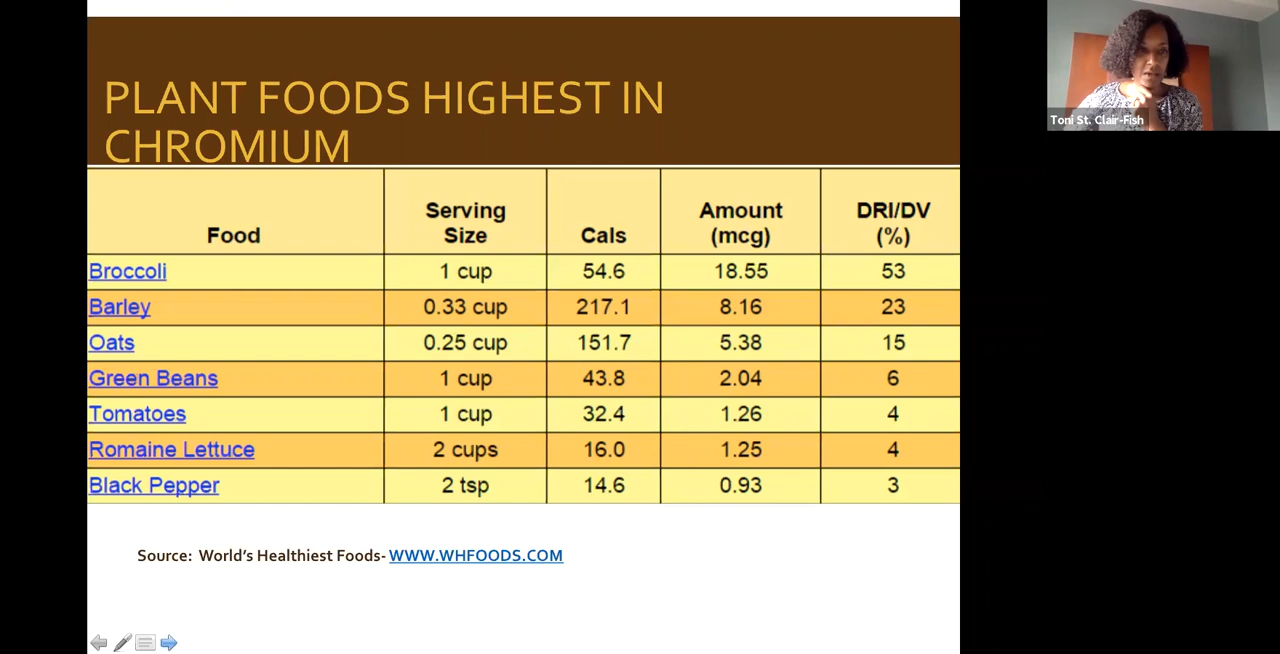 PLANT FOODS HIGHEST IN
CHROMIUM
Toni St. Clair-Fish
Food Serving Size Cals Amount (mcg) DRI/DV (%)
Broccoli 1 cup 54.6 18.55 53
Barley 0.33 cup 217.1 8.16 23
Oats 0.25 cup 151.7 5.38 15
Green Beans 1 cup 43.8 2.04 6
Tomatoes 1 cup 32.4 1.26 4
Romaine Lettuce 2 cups 16.0 1.25 4
Black Pepper 2 tsp 14.6 0.93 3
Source: World's Healthiest Foods- WWW.WHFOODS.COM